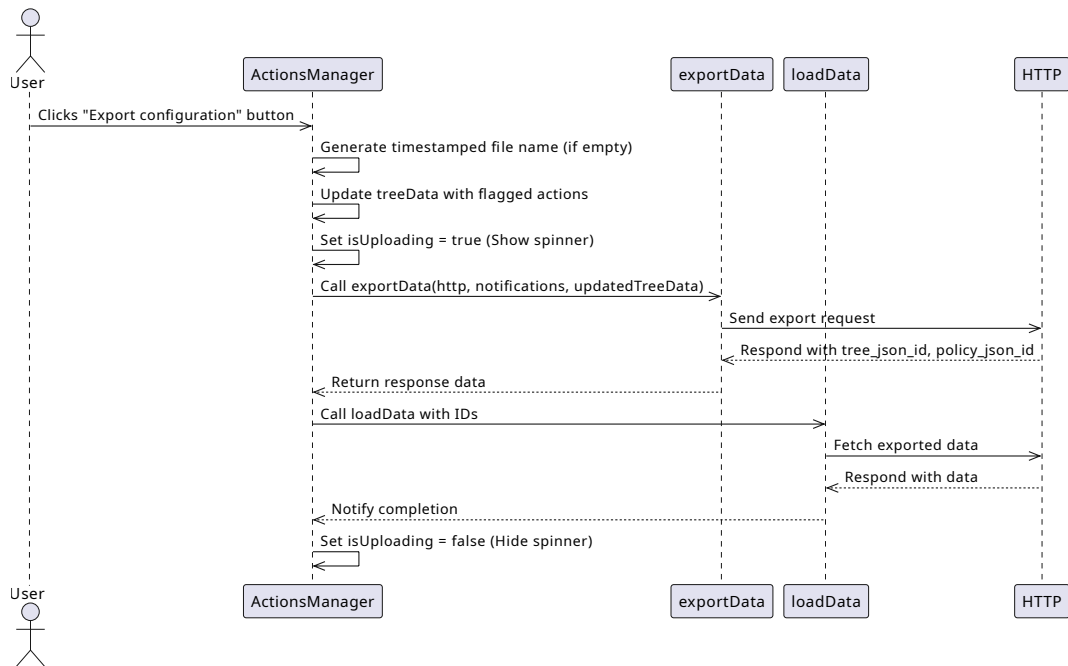 User
ActionsManager
exportData
loadData
HTTP
Clicks "Export configuration" button
Generate timestamped file name (if empty)
Update treeData with flagged actions
Set isUploading = true (Show spinner)
Call exportData(http, notifications, updatedTreeData)
Send export request
Respond with tree_json_id, policy_json_id
Return response data
Call loadData with IDs
Fetch exported data
Respond with data
Notify completion
Set isUploading = false (Hide spinner)
User
ActionsManager
exportData
loadData
HTTP